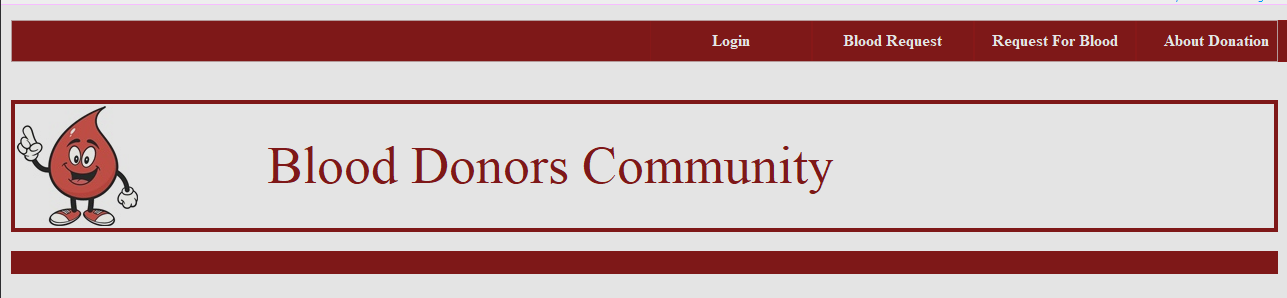 Login Blood Request Request For Blood About Donation
Blood Donors Community